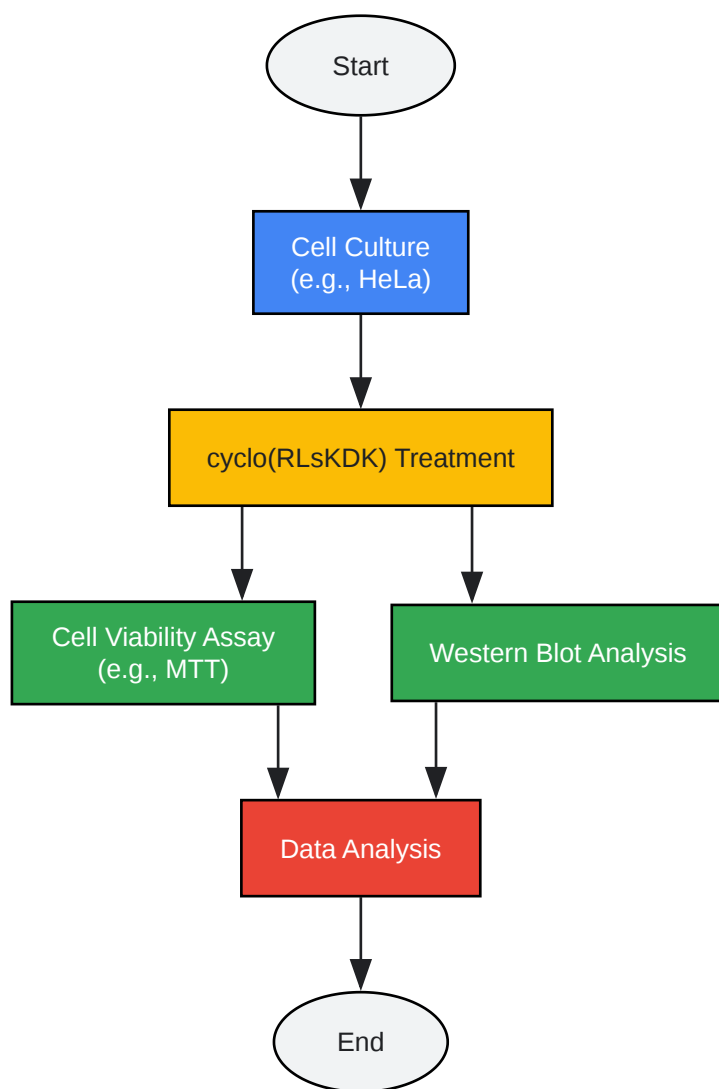 Start
Cell Culture
(e.g., HeLa)
cyclo(RLsKDK) Treatment
Cell Viability Assay
(e.g., MTT)
Western Blot Analysis
Data Analysis
End